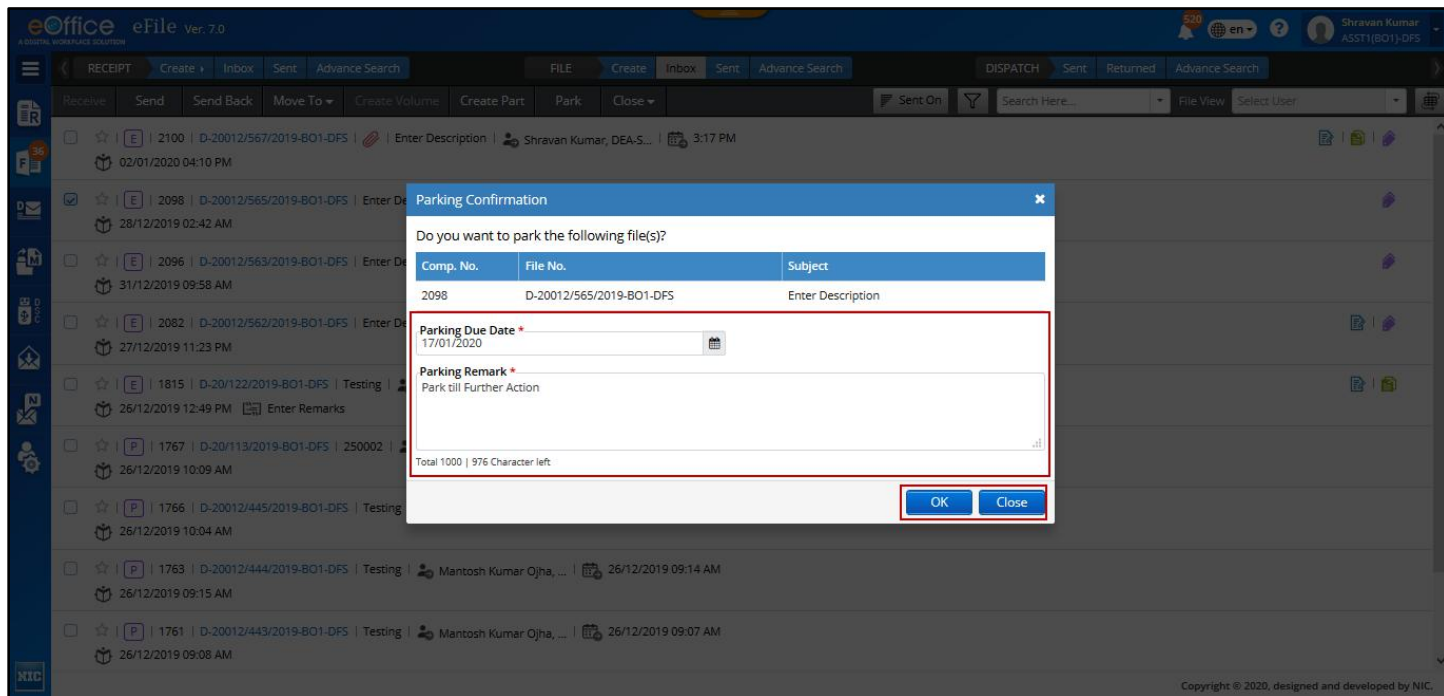 eOffice eFile Ver. 7.0
A DIGITAL WORKPLACE SOLUTION
520 en ? Shravan Kumar
ASST1(BO1)-DFS
RECEIPT Create Inbox Sent Advance Search FILE Create Inbox Sent Advance Search DISPATCH Sent Returned Advance Search
Receive Send Send Back Move To Create Volume Create Part Park Close Sent On Search Here... File View Select User
E | 2100 | D-20012/567/2019-BO1-DFS | Enter Description | Shravan Kumar, DEA-S... | 3:17 PM
02/01/2020 04:10 PM
36
E | 2098 | D-20012/565/2019-BO1-DFS | Enter De
28/12/2019 02:42 AM
E | 2096 | D-20012/563/2019-BO1-DFS | Enter De
31/12/2019 09:58 AM
E | 2082 | D-20012/562/2019-BO1-DFS | Enter De
27/12/2019 11:23 PM
E | 1815 | D-20/122/2019-BO1-DFS | Testing |
26/12/2019 12:49 PM Enter Remarks
P | 1767 | D-20/113/2019-BO1-DFS | 250002 |
26/12/2019 10:09 AM
P | 1766 | D-20012/445/2019-BO1-DFS | Testing
26/12/2019 10:04 AM
P | 1763 | D-20012/444/2019-BO1-DFS | Testing | Mantosh Kumar Ojha, ... | 26/12/2019 09:14 AM
26/12/2019 09:15 AM
P | 1761 | D-20012/443/2019-BO1-DFS | Testing | Mantosh Kumar Ojha, ... | 26/12/2019 09:07 AM
26/12/2019 09:08 AM
Parking Confirmation
Do you want to park the following file(s)?
Comp. No. File No. Subject
2098 D-20012/565/2019-BO1-DFS Enter Description
Parking Due Date *
17/01/2020
Parking Remark *
Park till Further Action
Total 1000 | 976 Character left
OK Close
NIC
Copyright © 2020, designed and developed by NIC.